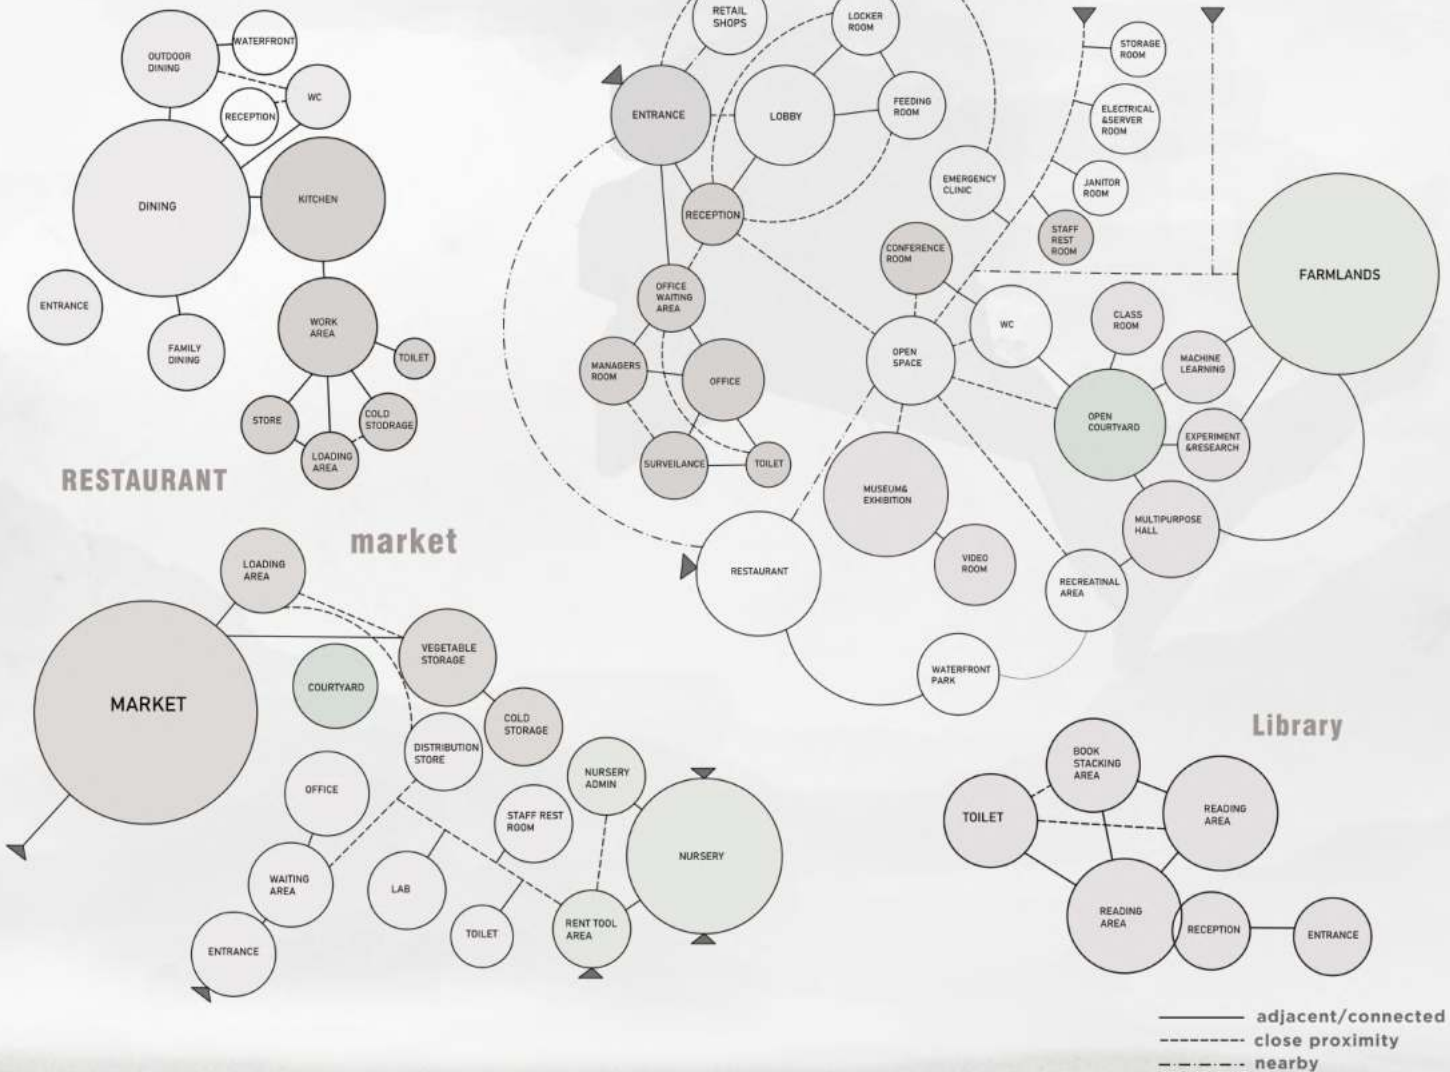 OUTDOOR
DINING
WATERFRONT
WC
RECEPTION
DINING
KITCHEN
ENTRANCE
FAMILY
DINING
WORK
AREA
TOILET
STORE
COLD
STODRAGE
LOADING
AREA
RESTAURANT
RETAIL
SHOPS
LOCKER
ROOM
ENTRANCE
LOBBY
FEEDING
ROOM
RECEPTION
EMERGENCY
CLINIC
STORAGE
ROOM
ELECTRICAL
&SERVER
ROOM
JANITOR
ROOM
STAFF
REST
ROOM
CONFERENCE
ROOM
OFFICE
WAITING
AREA
MANAGERS
ROOM
OFFICE
SURVEILANCE
TOILET
OPEN
SPACE
WC
CLASS
ROOM
MACHINE
LEARNING
FARMLANDS
OPEN
COURTYARD
EXPERIMENT
&RESEARCH
MULTIPURPOSE
HALL
MUSEUM&
EXHIBITION
VIDEO
ROOM
RESTAURANT
RECREATINAL
AREA
WATERFRONT
PARK
market
LOADING
AREA
MARKET
COURTYARD
VEGETABLE
STORAGE
COLD
STORAGE
DISTRIBUTION
STORE
OFFICE
WAITING
AREA
ENTRANCE
LAB
STAFF REST
ROOM
TOILET
NURSERY
ADMIN
NURSERY
RENT TOOL
AREA
Library
BOOK
STACKING
AREA
TOILET
READING
AREA
READING
AREA
RECEPTION
ENTRANCE
adjacent/connected
close proximity
nearby